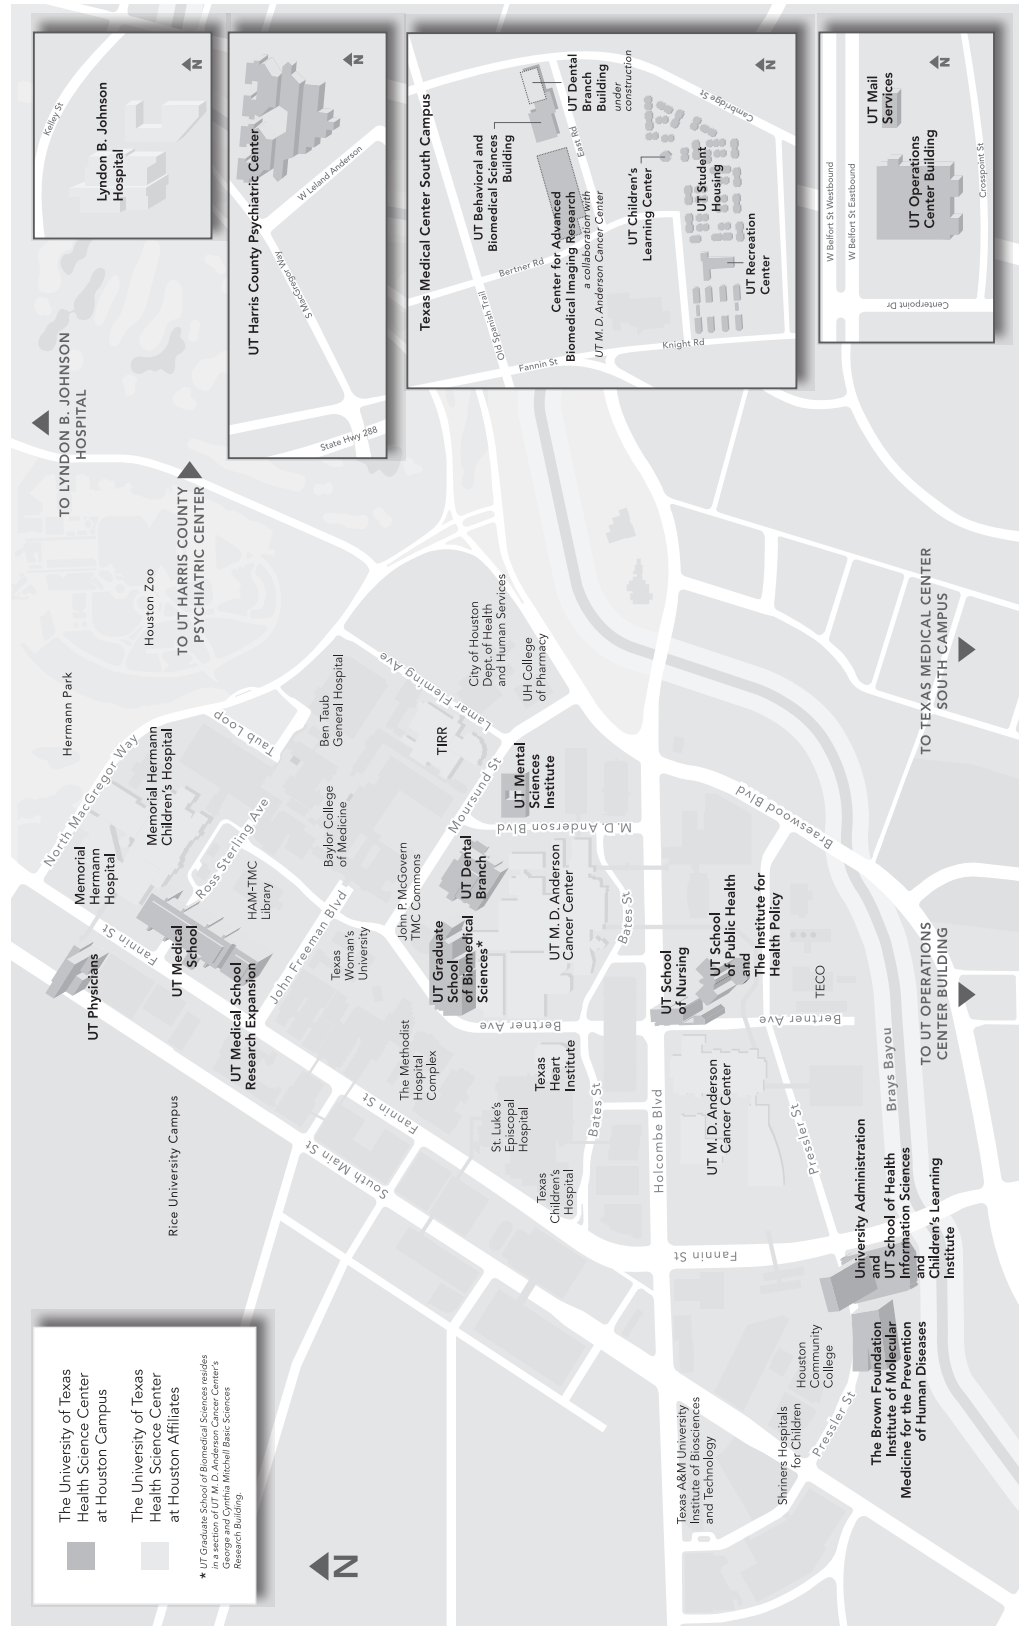 The University of Texas
Health Science Center
at Houston Campus
The University of Texas
Health Science Center
at Houston Affiliates
* UT Graduate School of Biomedical Sciences resides
in a section of UT M. D. Anderson Cancer Center's
George and Cynthia Mitchell Basic Sciences
Research Building.
N
Rice University Campus
UT Physicians
Fannin St
Memorial
Hermann
Hospital
North MacGregor Way
Hermann Park
Memorial Hermann
Children's Hospital
Houston Zoo
TO LYNDON B. JOHNSON
HOSPITAL
TO UT HARRIS COUNTY
PSYCHIATRIC CENTER
UT Medical
School
Ross Sterling Ave
Taub Loop
HAM-TMC
Library
UT Medical School
Research Expansion
John Freeman Blvd
Texas
Woman's
University
Baylor College
of Medicine
Ben Taub
General Hospital
Lamar Fleming Ave
South Main St
Fannin St
The Methodist
Hospital
Complex
John P. McGovern
TMC Commons
TIRR
Moursund St
City of Houston
Dept. of Health
and Human Services
UH College
of Pharmacy
UT Graduate
School
of Biomedical
Sciences*
UT Dental
Branch
UT Mental
Sciences
Institute
M.D. Anderson Blvd
Bertner Ave
St. Luke's
Episcopal
Hospital
Texas
Heart
Institute
UT M. D. Anderson
Cancer Center
Texas
Children's
Hospital
Bates St
Bates St
Holcombe Blvd
UT School
of Nursing
UT School
of Public Health
and
The Institute for
Health Policy
Braeswood Blvd
Fannin St
UT M. D. Anderson
Cancer Center
Bertner Ave
TECO
Pressler St
Brays Bayou
TO UT OPERATIONS
CENTER BUILDING
TO TEXAS MEDICAL CENTER
SOUTH CAMPUS
Texas A&M University
Institute of Biosciences
and Technology
Shriners Hospitals
for Children
Houston
Community
College
Pressler St
University Administration
and
UT School of Health
Information Sciences
and
Children's Learning
Institute
The Brown Foundation
Institute of Molecular
Medicine for the Prevention
of Human Diseases
Kelley St
Lyndon B. Johnson
Hospital
N
UT Harris County Psychiatric Center
W Leland Anderson
S MacGregor Way
State Hwy 288
N
Texas Medical Center South Campus
UT Behavioral and
Biomedical Sciences
Building
UT Dental
Branch
Building
under
construction
East Rd
Cambridge St
Old Spanish Trail
Bertner Rd
Fannin St
Center for Advanced
Biomedical Imaging Research
a collaboration with
UT M. D. Anderson Cancer Center
UT Children's
Learning Center
Knight Rd
UT Student
Housing
UT Recreation
Center
N
W Belfort St Westbound
W Belfort St Eastbound
UT Mail
Services
UT Operations
Center Building
Centerpoint Dr
Crosspoint St
N